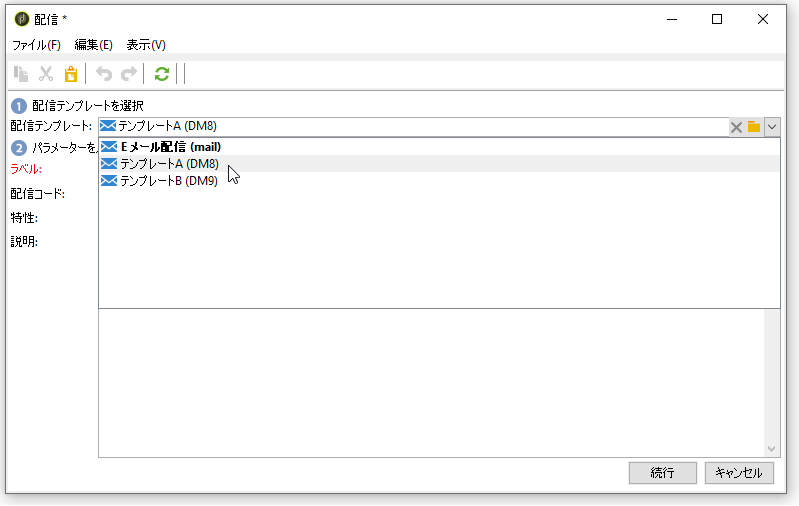 配信 *
ファイル(F) 編集(E) 表示(V)
1 配信テンプレートを選択
配信テンプレート: テンプレートA (DM8)
Eメール配信 (mail)
テンプレートA (DM8)
テンプレートB (DM9)
2 パラメーターを
ラベル:
配信コード:
特性:
説明:
続行 キャンセル